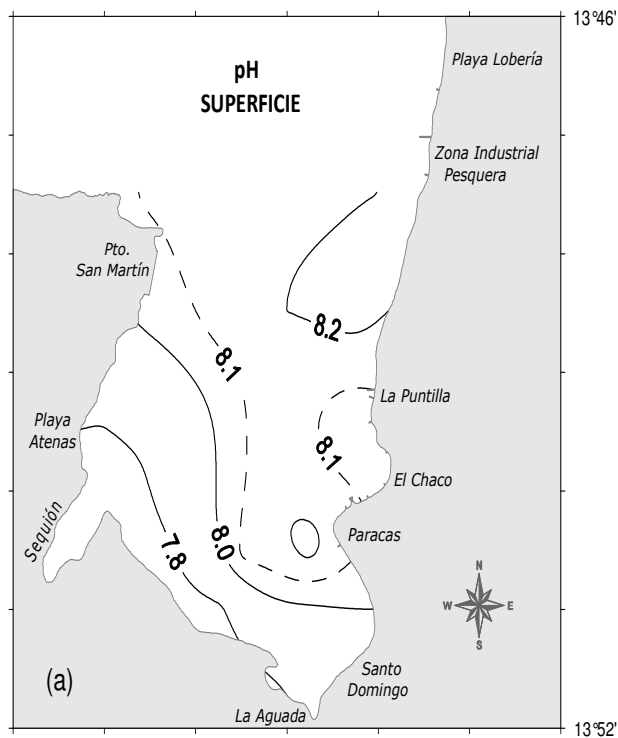 13°46'
Playa Lobería
pH
SUPERFICIE
Zona Industrial
Pesquera
Pto.
San Martín
8.2
8.1
La Puntilla
Playa
Atenas
8.1
El Chaco
Sequión
7.8
8.0
Paracas
N
W
E
S
(a)
Santo
Domingo
La Aguada
13°52'